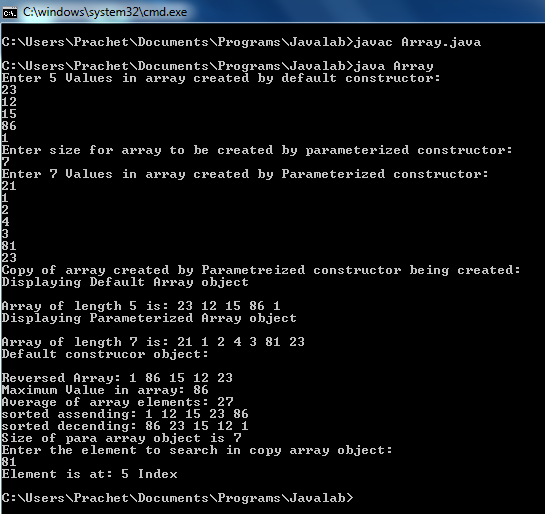 C:\windows\system32\cmd.exe
C:\Users\Prachet\Documents\Programs\Javalab>javac Array.java
C:\Users\Prachet\Documents\Programs\Javalab>java Array
Enter 5 Values in array created by default constructor:
23
12
15
86
1
Enter size for array to be created by parameterized constructor:
7
Enter 7 Values in array created by Parameterized constructor:
21
1
2
4
3
81
23
Copy of array created by Parametreized constructor being created:
Displaying Default Array object
Array of length 5 is: 23 12 15 86 1
Displaying Parameterized Array object
Array of length 7 is: 21 1 2 4 3 81 23
Default construcor object:
Reversed Array: 1 86 15 12 23
Maximum Value in array: 86
Average of array elements: 27
sorted assending: 1 12 15 23 86
sorted decending: 86 23 15 12 1
Size of para array object is 7
Enter the element to search in copy array object:
81
Element is at: 5 Index
C:\Users\Prachet\Documents\Programs\Javalab>